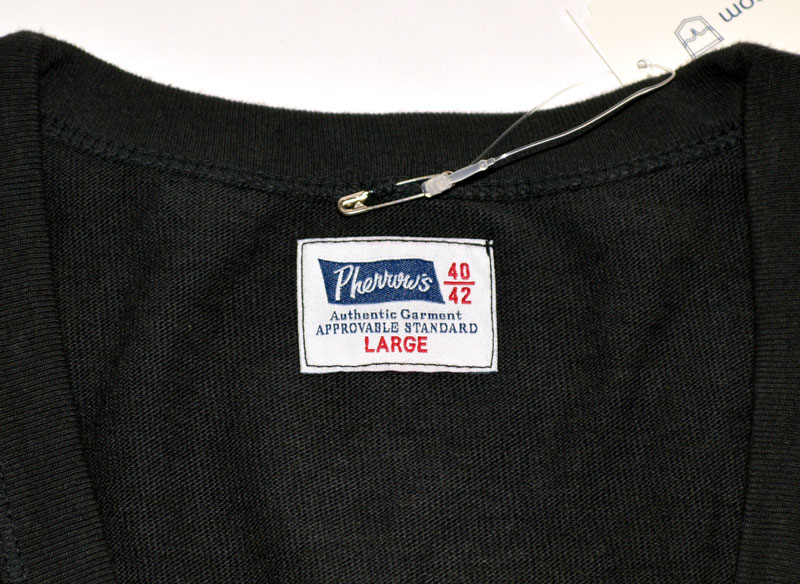 Pherrow's
40
42
Authentic Garment
APPROVABLE STANDARD
LARGE